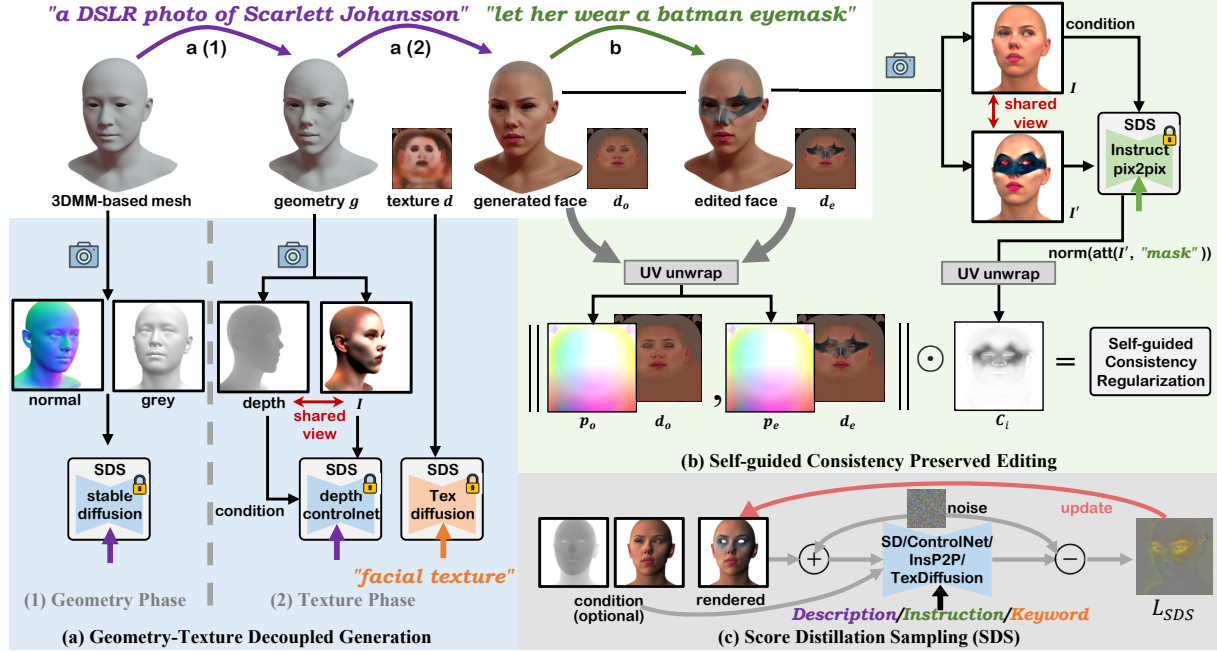 "a DSLR photo of Scarlett Johansson"
"let her wear a batman eyemask"
a (1)
a (2)
b
3DMM-based mesh
geometry g
texture d
generated face
d_o
edited face
d_e
condition
I
shared
view
I'
SDS
Instruct
pix2pix
norm(att(I', "mask"))
UV unwrap
UV unwrap
normal
grey
depth
I
shared
view
condition
SDS
stable
diffusion
SDS
depth
controlnet
SDS
Tex
diffusion
"facial texture"
(1) Geometry Phase
(2) Texture Phase
(a) Geometry-Texture Decoupled Generation
||
p_o
d_o
,
p_e
d_e
||
⊙
C_i
=
Self-guided
Consistency
Regularization
(b) Self-guided Consistency Preserved Editing
condition
(optional)
rendered
+
noise
SD/ControlNet/
InsP2P/
TexDiffusion
−
update
L_SDS
Description/Instruction/Keyword
(c) Score Distillation Sampling (SDS)